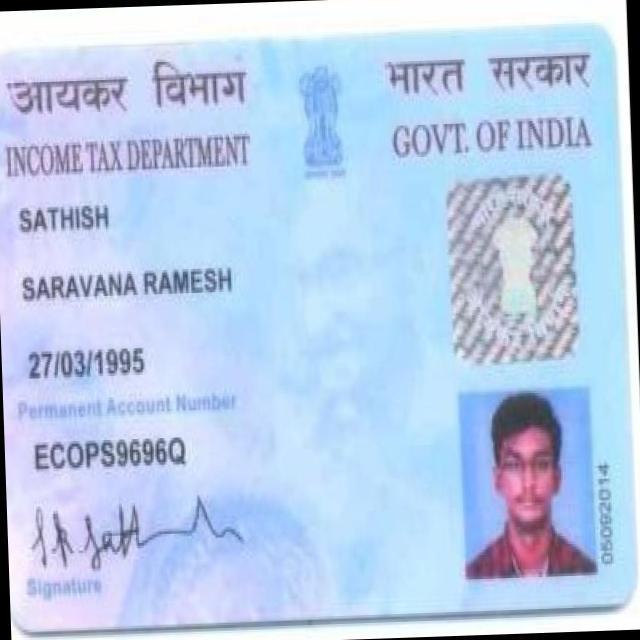 आयकर विभाग
भारत सरकार
INCOME TAX DEPARTMENT
GOVT. OF INDIA
SATHISH
SARAVANA RAMESH
27/03/1995
Permanent Account Number
ECOPS9696Q
Signature
05092014